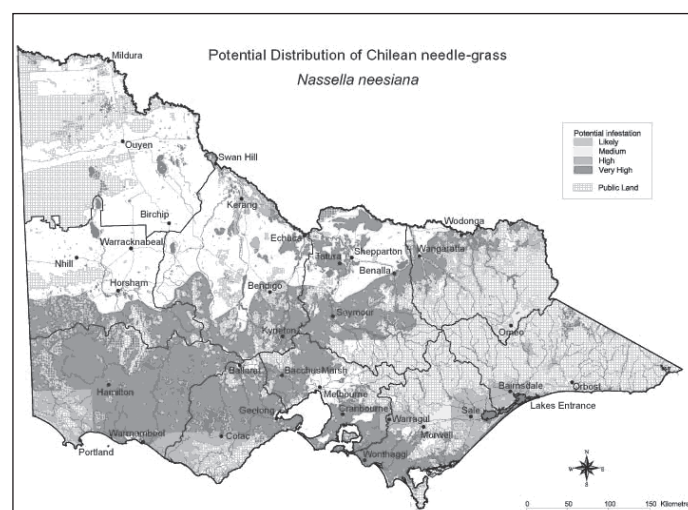 Potential Distribution of Chilean needle-grass
Nassella neesiana
Mildura
Potential infestation
Likely
Medium
High
Very High
Public Land
Ouyen
Swan Hill
Kerang
Birchip
Wodonga
Echuca
Warracknabeal
Shepparton
Wangaratta
Tatura
Nhill
Benalla
Horsham
Bendigo
Seymour
Omeo
Kyneton
Ballarat
Bacchus Marsh
Hamilton
Melbourne
Bairnsdale
Orbost
Geelong
Cranbourne
Warragul
Sale
Lakes Entrance
Warrnambool
Colac
Morwell
Portland
Wonthaggi
N
W E
S
0 50 100 150 Kilometre